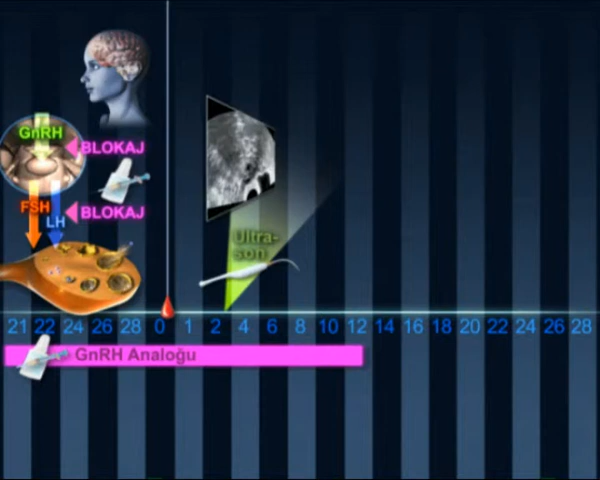 GnRH
BLOKAJ
FSH
LH
BLOKAJ
Ultra-
son
21 22 24 26 28 0 1 2 4 6 8 10 12 14 16 18 20 22 24 26 28
GnRH Analoğu